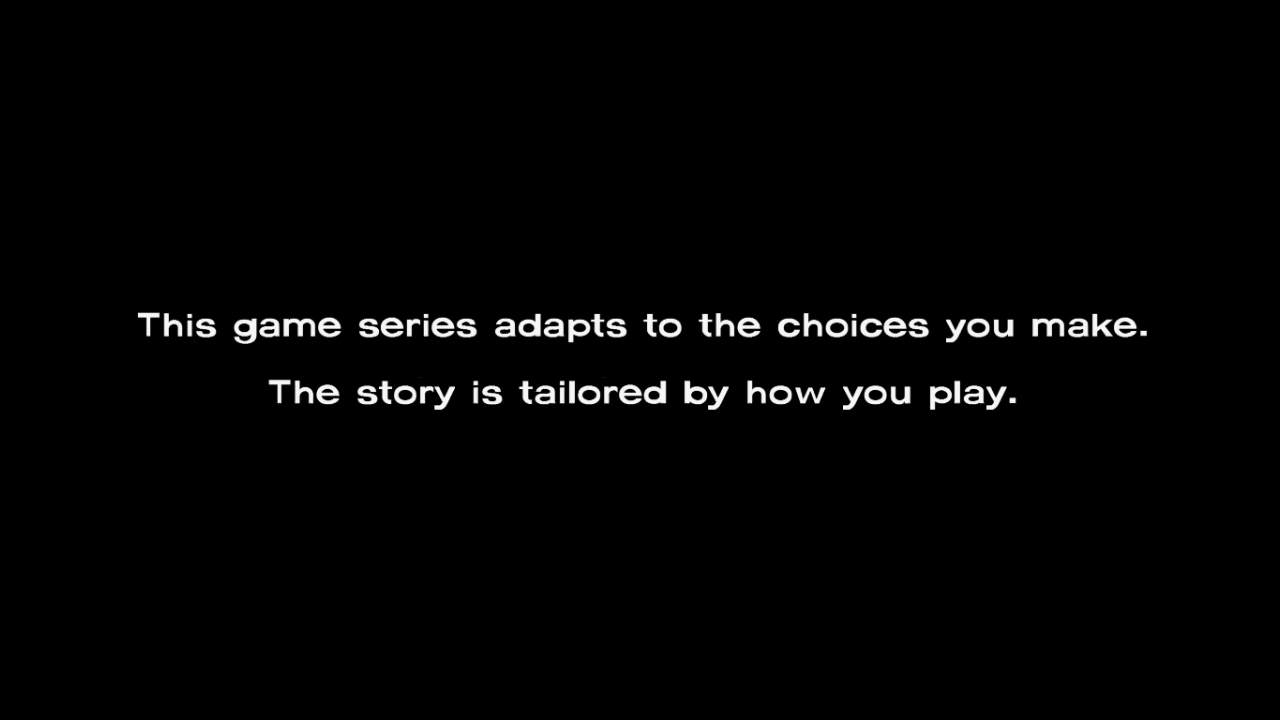 This game series adapts to the choices you make.
The story is tailored by how you play.